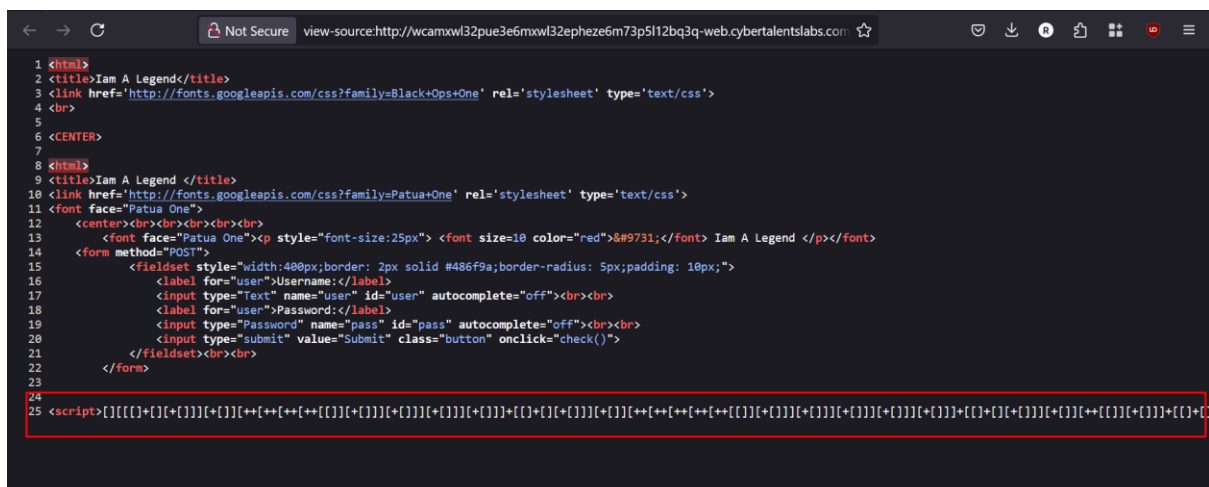 Not Secure view-source:http://wcamxwl32pue3e6mxwl32epheze6m73p5l12bq3q-web.cybertalentslabs.com
1 <html>
2 <title>Iam A Legend</title>
3 <link href='http://fonts.googleapis.com/css?family=Black+Ops+One' rel='stylesheet' type='text/css'>
4 <br>
5
6 <CENTER>
7
8 <html>
9 <title>Iam A Legend </title>
10 <link href='http://fonts.googleapis.com/css?family=Patua+One' rel='stylesheet' type='text/css'>
11 <font face="Patua One">
12 <center><br><br><br><br><br><br>
13 <font face="Patua One"><p style="font-size:25px"> <font size=10 color="red">&#9731;</font> Iam A Legend </p></font>
14 <form method="POST">
15 <fieldset style="width:400px;border: 2px solid #486f9a;border-radius: 5px;padding: 10px;">
16 <label for="user">Username:</label>
17 <input type="Text" name="user" id="user" autocomplete="off"><br><br>
18 <label for="user">Password:</label>
19 <input type="Password" name="pass" id="pass" autocomplete="off"><br><br>
20 <input type="submit" value="Submit" class="button" onclick="check()">
21 </fieldset><br><br>
22 </form>
23
24
25 <script>[][[[]+[][+[]]][+[]][++[++[++[++[[]][+[]]][+[]]][+[]]][+[]]]+[[]+[][+[]]][+[]][++[++[++[++[++[[]][+[]]][+[]]][+[]]][+[]]][+[]]]+[[]+[][+[]]][+[]][++[[]][+[]]]+[[]+[